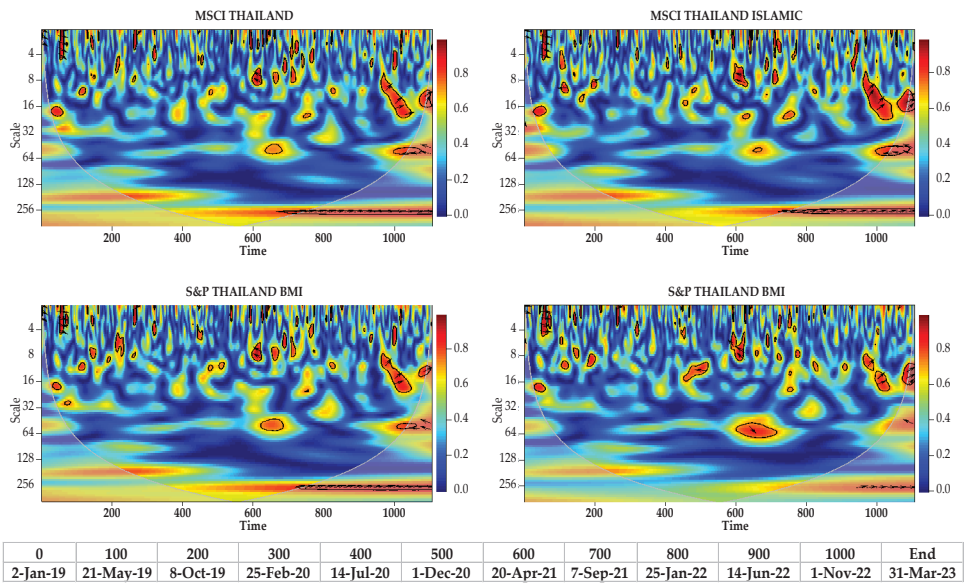 MSCI THAILAND
MSCI THAILAND ISLAMIC
4
8
16
32
64
128
256
Scale
200 400 600 800 1000
Time
0.8
0.6
0.4
0.2
0.0
4
8
16
32
64
128
256
Scale
200 400 600 800 1000
Time
0.8
0.6
0.4
0.2
0.0
S&P THAILAND BMI
S&P THAILAND BMI
4
8
16
32
64
128
256
Scale
200 400 600 800 1000
Time
0.8
0.6
0.4
0.2
0.0
4
8
16
32
64
128
256
Scale
200 400 600 800 1000
Time
0.8
0.6
0.4
0.2
0.0
0 100 200 300 400 500 600 700 800 900 1000 End
2-Jan-19 21-May-19 8-Oct-19 25-Feb-20 14-Jul-20 1-Dec-20 20-Apr-21 7-Sep-21 25-Jan-22 14-Jun-22 1-Nov-22 31-Mar-23